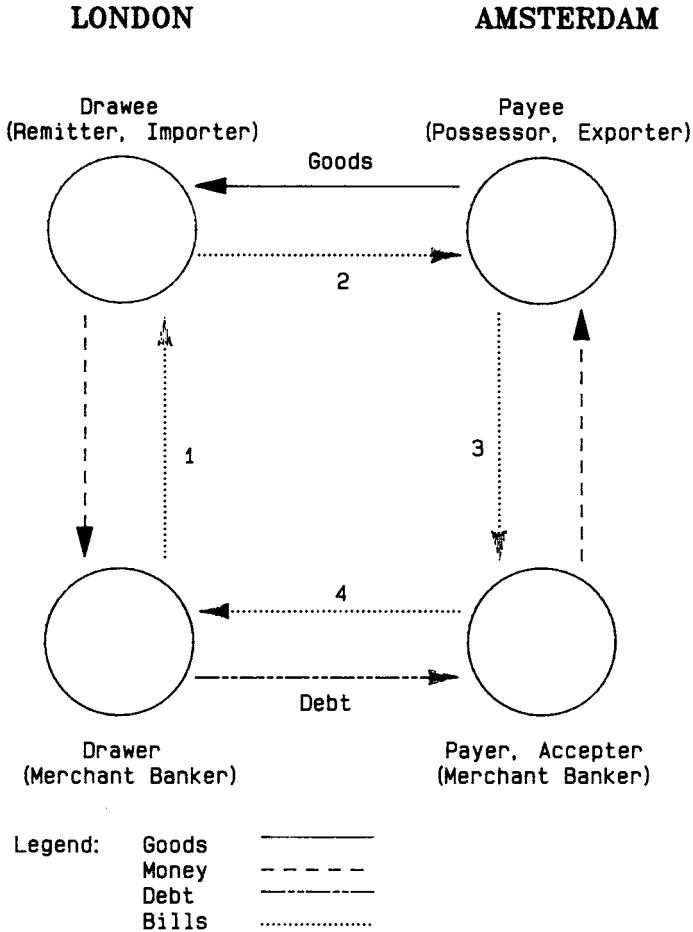 LONDON AMSTERDAM
Drawee
(Remitter, Importer)
Payee
(Possessor, Exporter)
Goods
2
1
3
4
Debt
Drawer
(Merchant Banker)
Payer, Accepter
(Merchant Banker)
Legend: Goods
Money
Debt
Bills